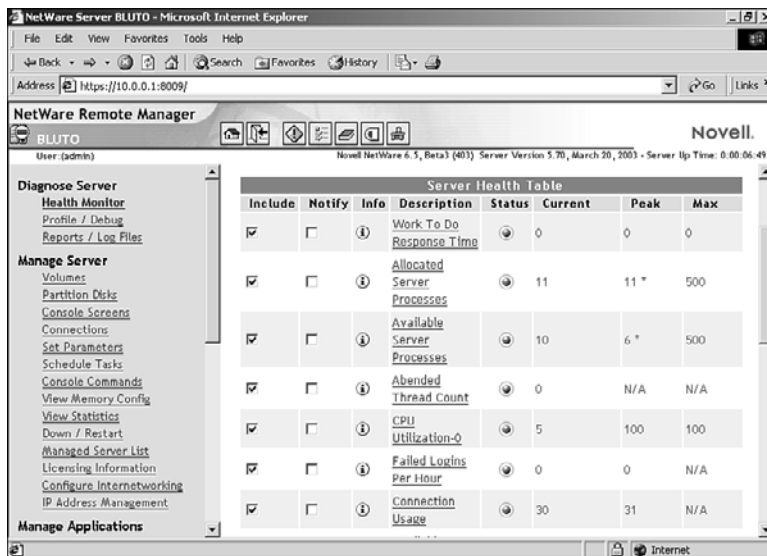 NetWare Server BLUTO - Microsoft Internet Explorer
File Edit View Favorites Tools Help
Back Search Favorites History
Address https://10.0.0.1:8009/ Go Links
NetWare Remote Manager
BLUTO
Novell.
User:(admin)
Novell NetWare 6.5, Beta3 (403) Server Version 5.70, March 20, 2003 - Server Up Time: 0:00:06:49
Diagnose Server
Health Monitor
Profile / Debug
Reports / Log Files
Manage Server
Volumes
Partition Disks
Console Screens
Connections
Set Parameters
Schedule Tasks
Console Commands
View Memory Config
View Statistics
Down / Restart
Managed Server List
Licensing Information
Configure Internetworking
IP Address Management
Manage Applications
Server Health Table
Include Notify Info Description Status Current Peak Max
Work To Do
Response Time 0 0 0
Allocated
Server 11 11 * 500
Processes
Available
Server 10 6 * 500
Processes
Abended
Thread Count 0 N/A N/A
CPU
Utilization-0 5 100 100
Failed Logins
Per Hour 0 0 N/A
Connection
Usage 30 31 N/A
Internet